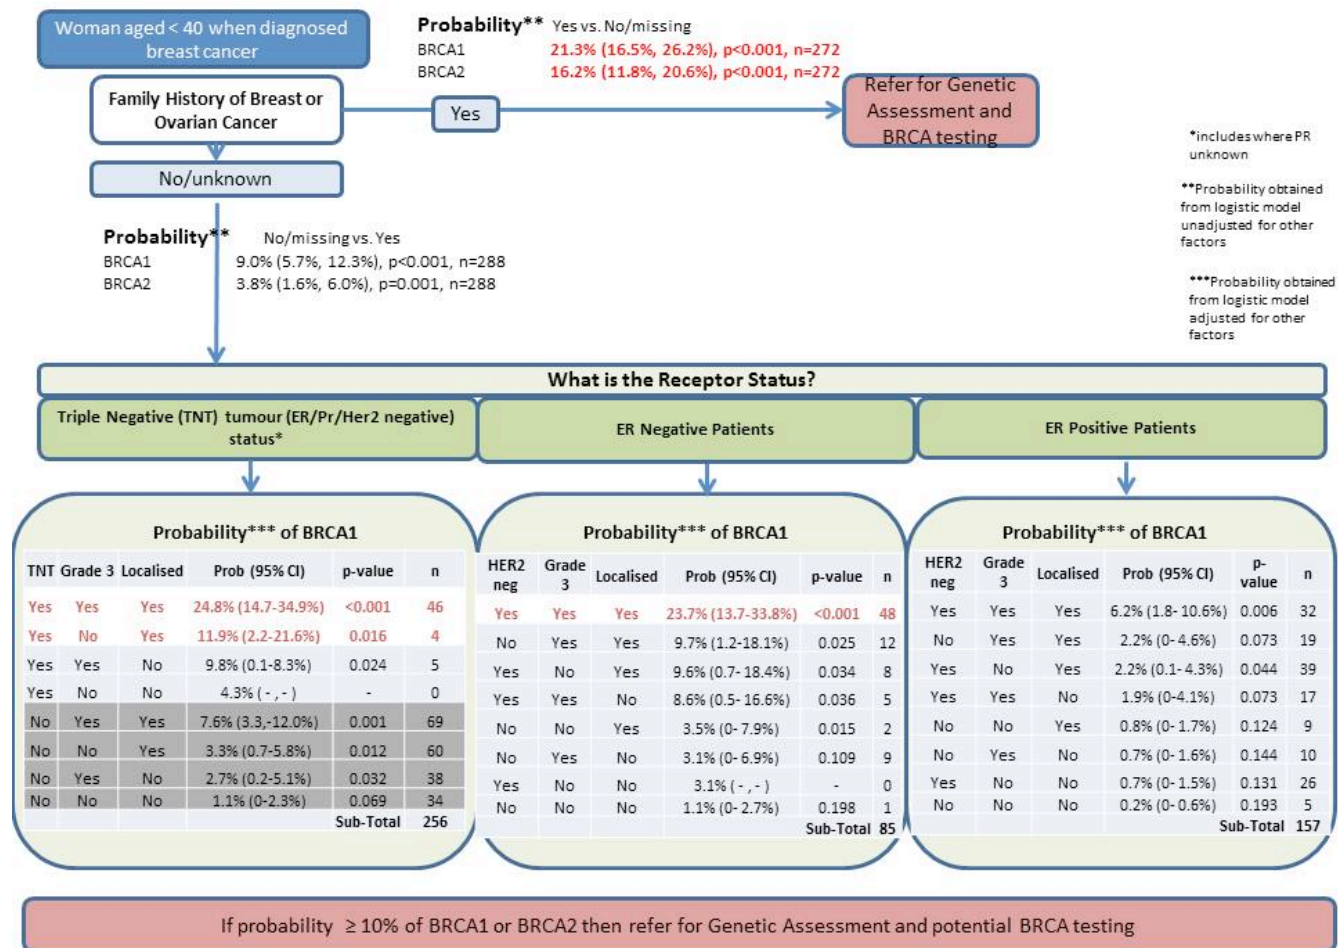 Woman aged < 40 when diagnosed
breast cancer
Probability** Yes vs. No/missing
BRCA1 21.3% (16.5%, 26.2%), p<0.001, n=272
BRCA2 16.2% (11.8%, 20.6%), p<0.001, n=272
Family History of Breast or
Ovarian Cancer
Yes
Refer for Genetic
Assessment and
BRCA testing
No/unknown
*includes where PR
unknown
**Probability obtained
from logistic model
unadjusted for other
factors
***Probability obtained
from logistic model
adjusted for other
factors
Probability** No/missing vs. Yes
BRCA1 9.0% (5.7%, 12.3%), p<0.001, n=288
BRCA2 3.8% (1.6%, 6.0%), p=0.001, n=288
What is the Receptor Status?
Triple Negative (TNT) tumour (ER/Pr/Her2 negative)
status*
ER Negative Patients
ER Positive Patients
Probability*** of BRCA1
TNT Grade 3 Localised Prob (95% CI) p-value n
Yes Yes Yes 24.8% (14.7-34.9%) <0.001 46
Yes No Yes 11.9% (2.2-21.6%) 0.016 4
Yes Yes No 9.8% (0.1-8.3%) 0.024 5
Yes No No 4.3% ( - , - ) - 0
No Yes Yes 7.6% (3.3,-12.0%) 0.001 69
No No Yes 3.3% (0.7-5.8%) 0.012 60
No Yes No 2.7% (0.2-5.1%) 0.032 38
No No No 1.1% (0-2.3%) 0.069 34
Sub-Total 256
Probability*** of BRCA1
HER2
neg Grade
3 Localised Prob (95% CI) p-value n
Yes Yes Yes 23.7% (13.7-33.8%) <0.001 48
No Yes Yes 9.7% (1.2-18.1%) 0.025 12
Yes No Yes 9.6% (0.7- 18.4%) 0.034 8
Yes Yes No 8.6% (0.5- 16.6%) 0.036 5
No No Yes 3.5% (0- 7.9%) 0.015 2
No Yes No 3.1% (0- 6.9%) 0.109 9
Yes No No 3.1% ( - , - ) - 0
No No No 1.1% (0- 2.7%) 0.198 1
Sub-Total 85
Probability*** of BRCA1
HER2
neg Grade
3 Localised Prob (95% CI) p-
value n
Yes Yes Yes 6.2% (1.8- 10.6%) 0.006 32
No Yes Yes 2.2% (0- 4.6%) 0.073 19
Yes No Yes 2.2% (0.1- 4.3%) 0.044 39
Yes Yes No 1.9% (0-4.1%) 0.073 17
No No Yes 0.8% (0- 1.7%) 0.124 9
No Yes No 0.7% (0- 1.6%) 0.144 10
Yes No No 0.7% (0- 1.5%) 0.131 26
No No No 0.2% (0- 0.6%) 0.193 5
Sub-Total 157
If probability ≥ 10% of BRCA1 or BRCA2 then refer for Genetic Assessment and potential BRCA testing